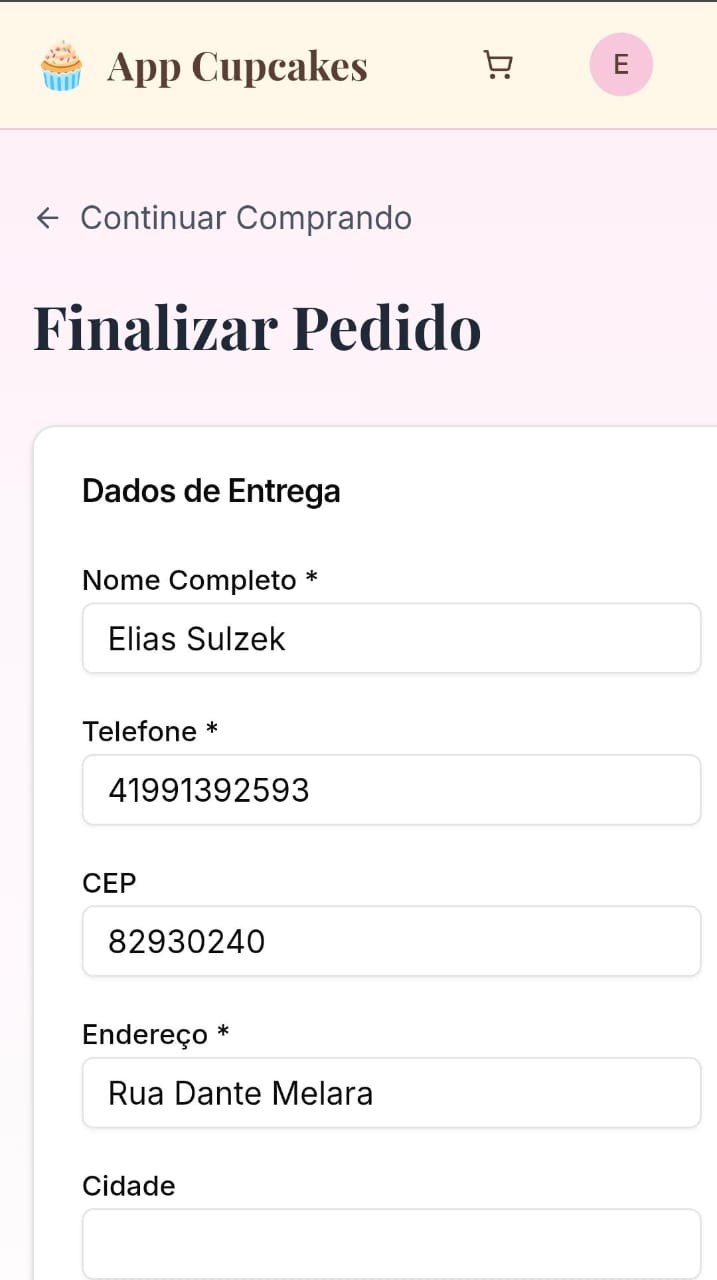 App Cupcakes
E
← Continuar Comprando
Finalizar Pedido
Dados de Entrega
Nome Completo *
Elias Sulzek
Telefone *
41991392593
CEP
82930240
Endereço *
Rua Dante Melara
Cidade